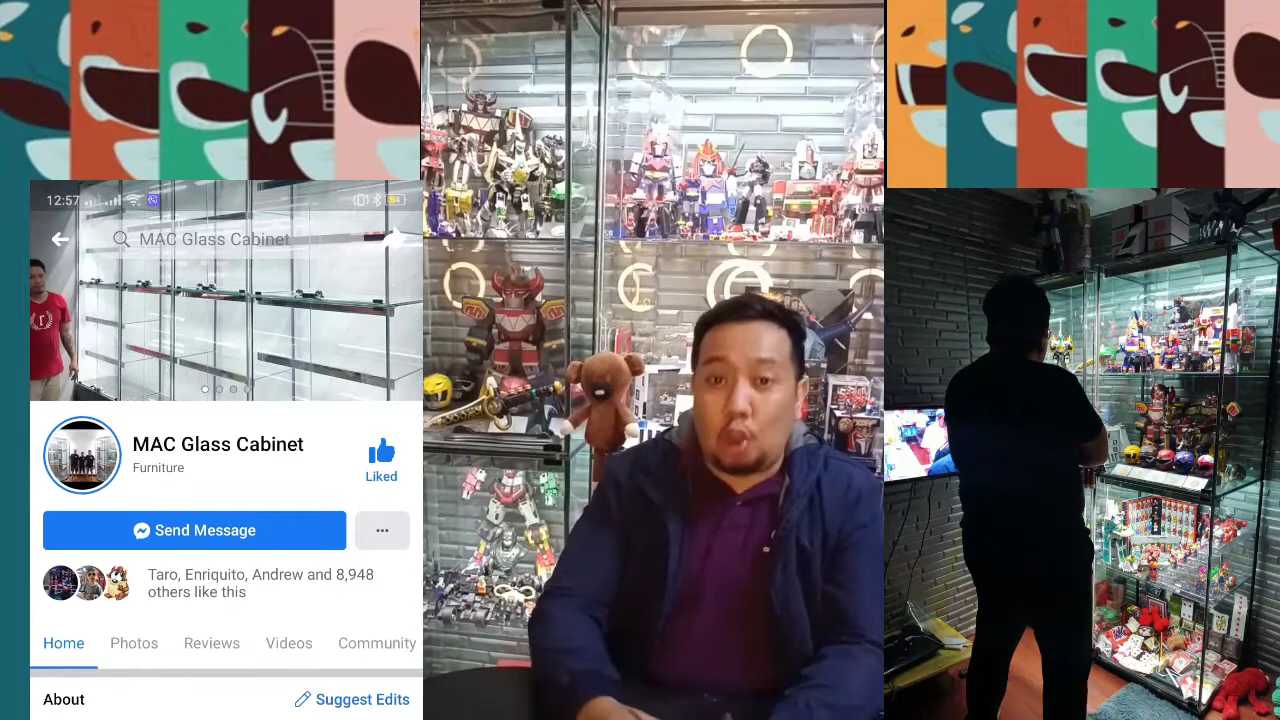 12:57
54
MAC Glass Cabinet
MAC Glass Cabinet
Furniture
Liked
Send Message
Taro, Enriquito, Andrew and 8,948
others like this
Home
Photos
Reviews
Videos
Community
About
Suggest Edits